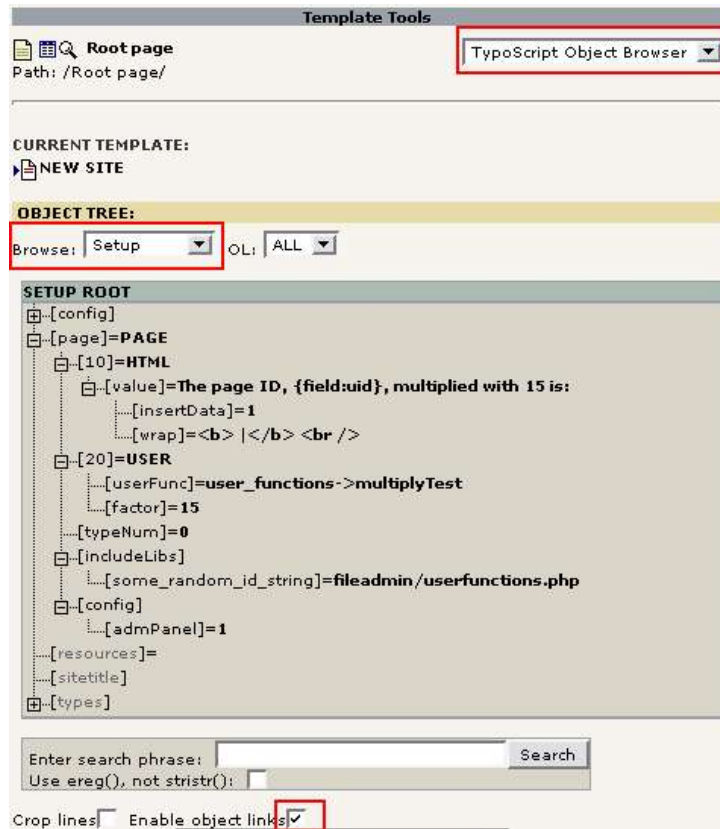 Template Tools
Root page
TypoScript Object Browser
Path: /Root page/
CURRENT TEMPLATE:
NEW SITE
OBJECT TREE:
Browse: Setup OL: ALL
SETUP ROOT
[config]
[page]=PAGE
[10]=HTML
[value]=The page ID, {field:uid}, multiplied with 15 is:
[insertData]=1
[wrap]=<b> |</b> <br />
[20]=USER
[userFunc]=user_functions->multiplyTest
[factor]=15
[typeNum]=0
[includeLibs]
[some_random_id_string]=fileadmin/userfunctions.php
[config]
[admPanel]=1
[resources]=
[sitetitle]
[types]
Enter search phrase: Search
Use ereg(), not stristr():
Crop lines Enable object links